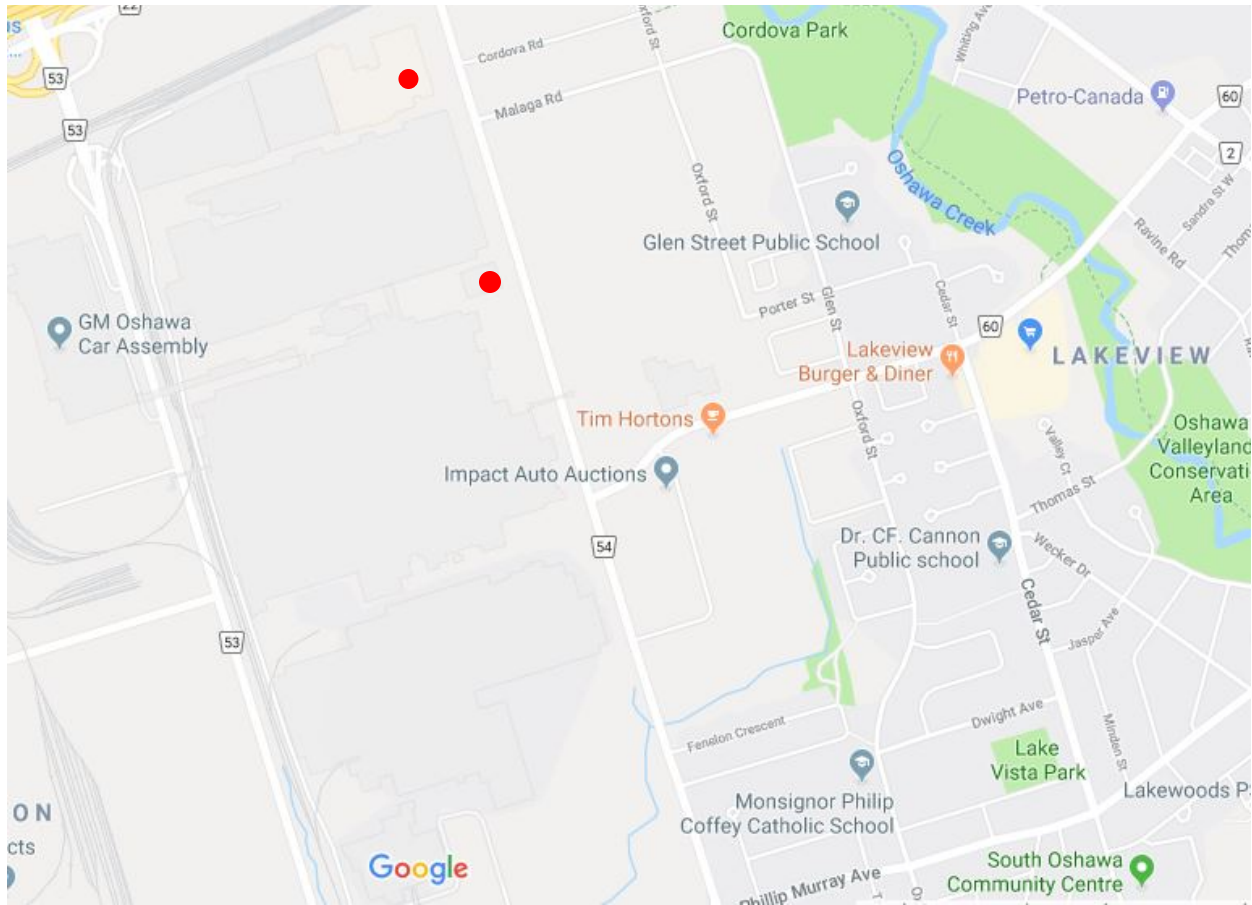 22
Cordova Rd
Oxford St
Cordova Park
Whiting Ave
53
Malaga Rd
Petro-Canada
60
53
2
Oxford St
Oshawa Creek
Sandra St W
Ravine Rd
Glen Street Public School
Porter St
Glen St
Cedar St
GM Oshawa
Car Assembly
60
Lakeview
Burger & Diner
LAKEVIEW
Tim Hortons
Oxford St
Oshawa
Valleyland
Valley Ct
Impact Auto Auctions
Area
Thomas St
54
Dr. CF. Cannon
Public school
Wecker Dr
Cedar St
Jasper Ave
53
Fenelon Crescent
Dwight Ave
Minden St
Lake
Vista Park
Monsignor Philip
Coffey Catholic School
Lakewoods
ON
cts
Google
Phillip Murray Ave
South Oshawa
Community Centre